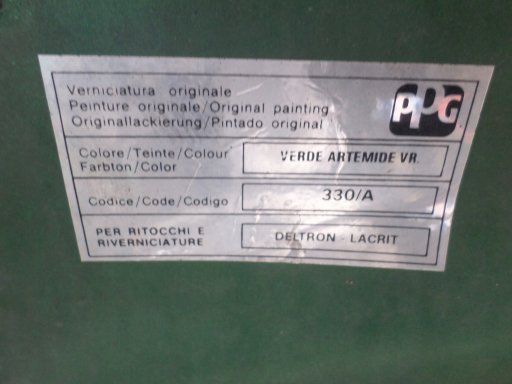 Verniciatura originale
Peinture originale/Original painting
Originallackierung/Pintado original
PPG
Colore/Teinte/Colour
Farbton/Color
VERDE ARTEMIDE VR.
Codice/Code/Codigo
330/A
PER RITOCCHI E
RIVERNICIATURE
DELTRON - LACRIT